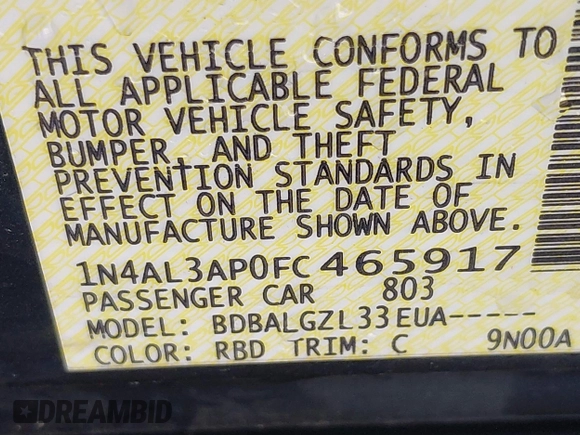 THIS VEHICLE CONFORMS TO
ALL APPLICABLE FEDERAL
MOTOR VEHICLE SAFETY,
BUMPER, AND THEFT
PREVENTION STANDARDS IN
EFFECT ON THE DATE OF
MANUFACTURE SHOWN ABOVE.
1N4AL3AP0FC465917
PASSENGER CAR 803
MODEL: BDBALGZL33EUA-----
COLOR: RBD TRIM: C 9N00A
DREAMBID